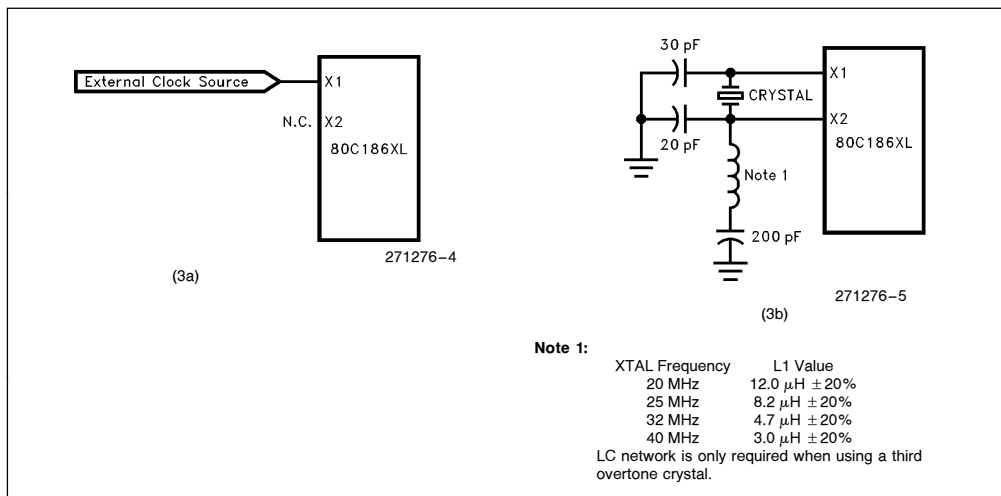 External Clock Source
X1
N.C.
X2
80C186XL
271276–4
(3a)
30 pF
X1
CRYSTAL
X2
20 pF
80C186XL
Note 1
200 pF
271276–5
(3b)
Note 1:
XTAL Frequency L1 Value
20 MHz 12.0 μH ±20%
25 MHz 8.2 μH ±20%
32 MHz 4.7 μH ±20%
40 MHz 3.0 μH ±20%
LC network is only required when using a third
overtone crystal.